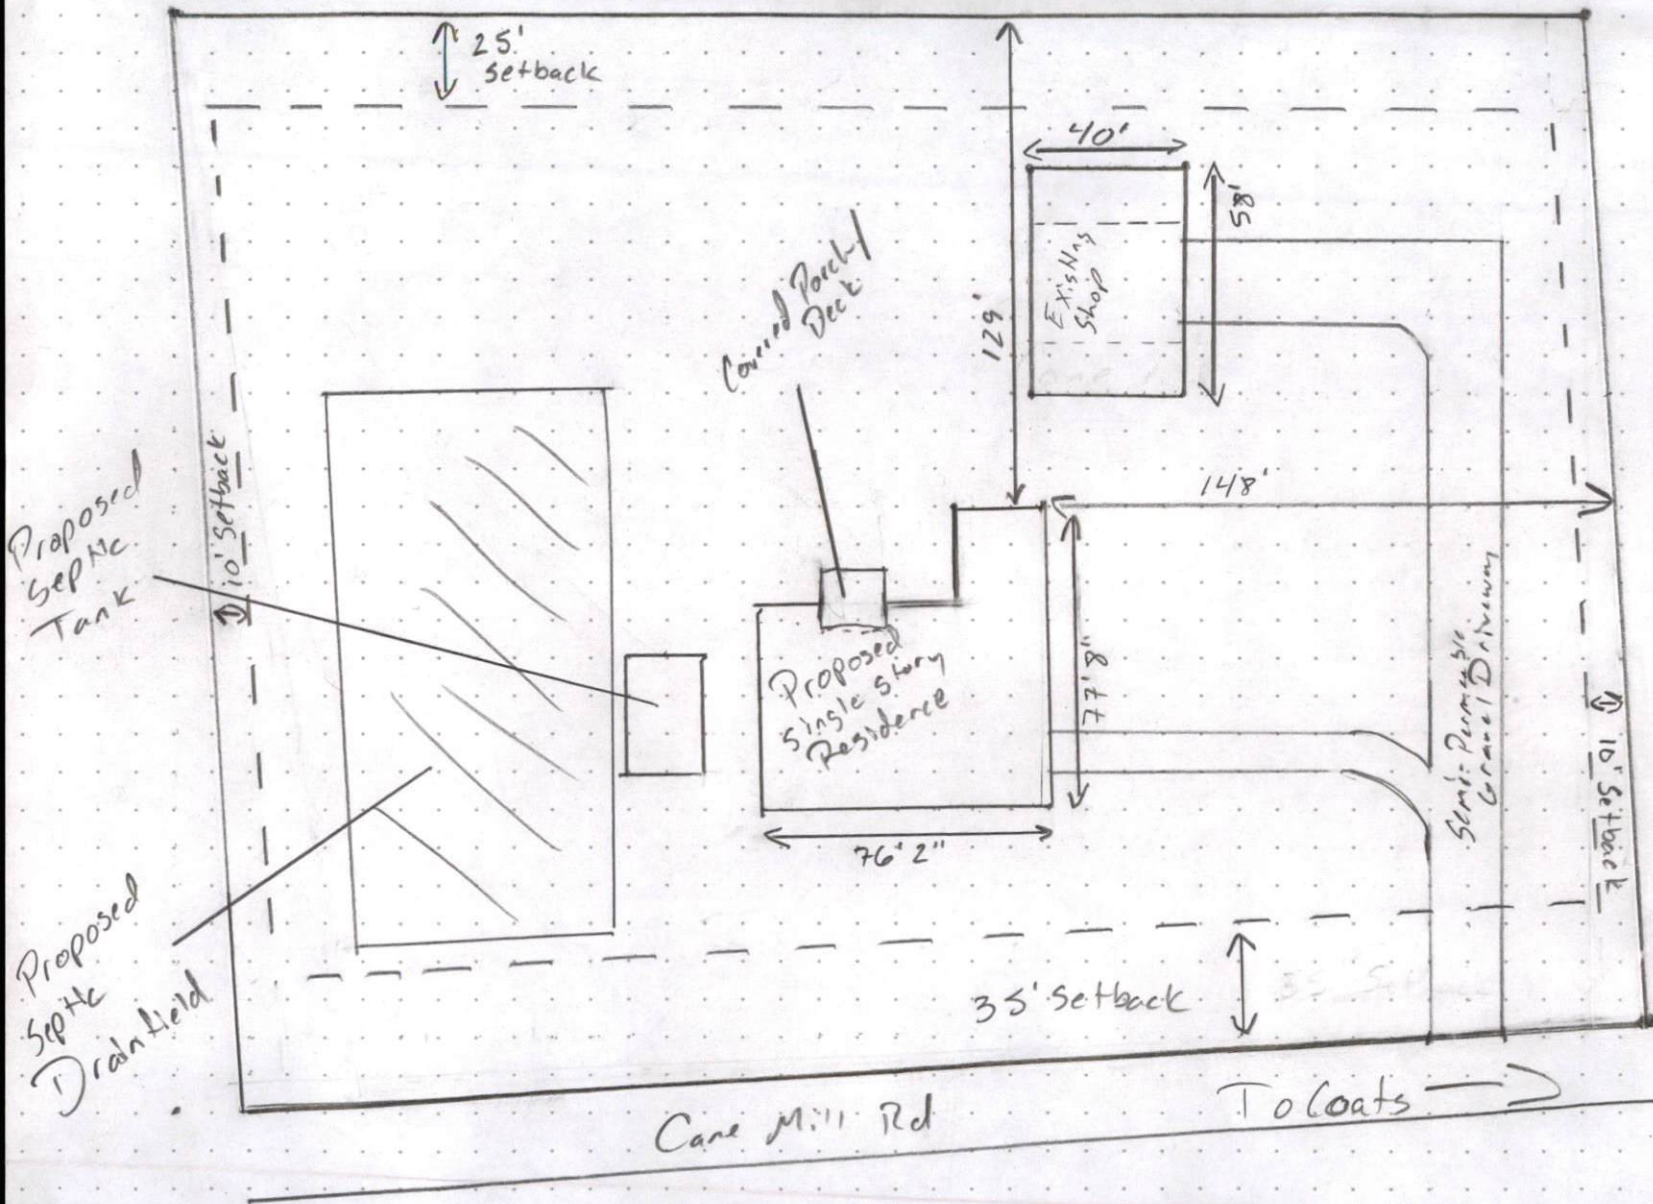 25'
setback
40'
58'
Existing
Shop
129'
Covered Porch/
Deck
148'
10' Setback
Proposed
Septic
Tank
Proposed
Single Story
Residence
77' 8"
76' 2"
Semi-Permeable
Gravel Driveway
10' Setback
Proposed
Septic
Drainfield
35' Setback
To Coats
Cane Mill Rd